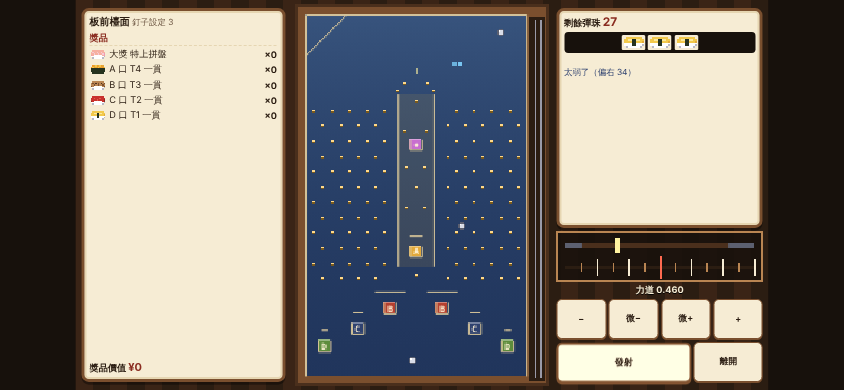 板前檯面 釘子設定 3
獎品
大獎 特上拼盤 ×0
A 口 T4 一貫 ×0
B 口 T3 一貫 ×0
C 口 T2 一貫 ×0
D 口 T1 一貫 ×0
獎品價值 ¥0
剩餘彈珠 27
太弱了（偏右 34）
力道 0.460
−
微−
微+
+
發射
離開